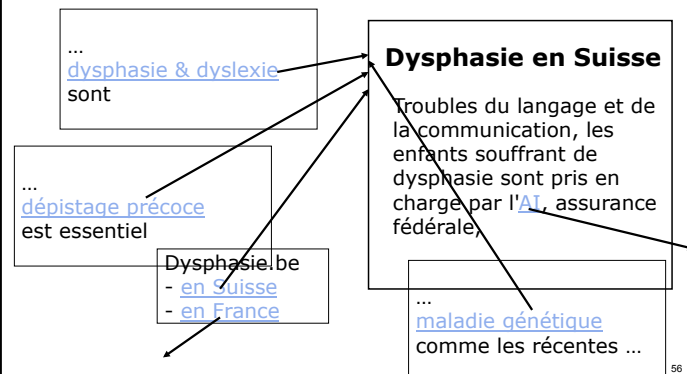 …
dysphasie & dyslexie
sont
Dysphasie en Suisse
Troubles du langage et de
la communication, les
enfants souffrant de
dysphasie sont pris en
charge par l'AI, assurance
fédérale,
…
dépistage précoce
est essentiel
Dysphasie.be
- en Suisse
- en France
…
maladie génétique
comme les récentes …
56